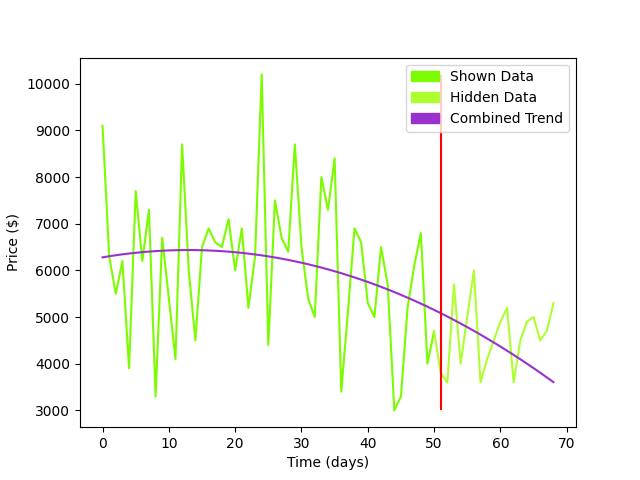 Shown Data
Hidden Data
Combined Trend
Price ($)
10000
9000
8000
7000
6000
5000
4000
3000
0 10 20 30 40 50 60 70
Time (days)